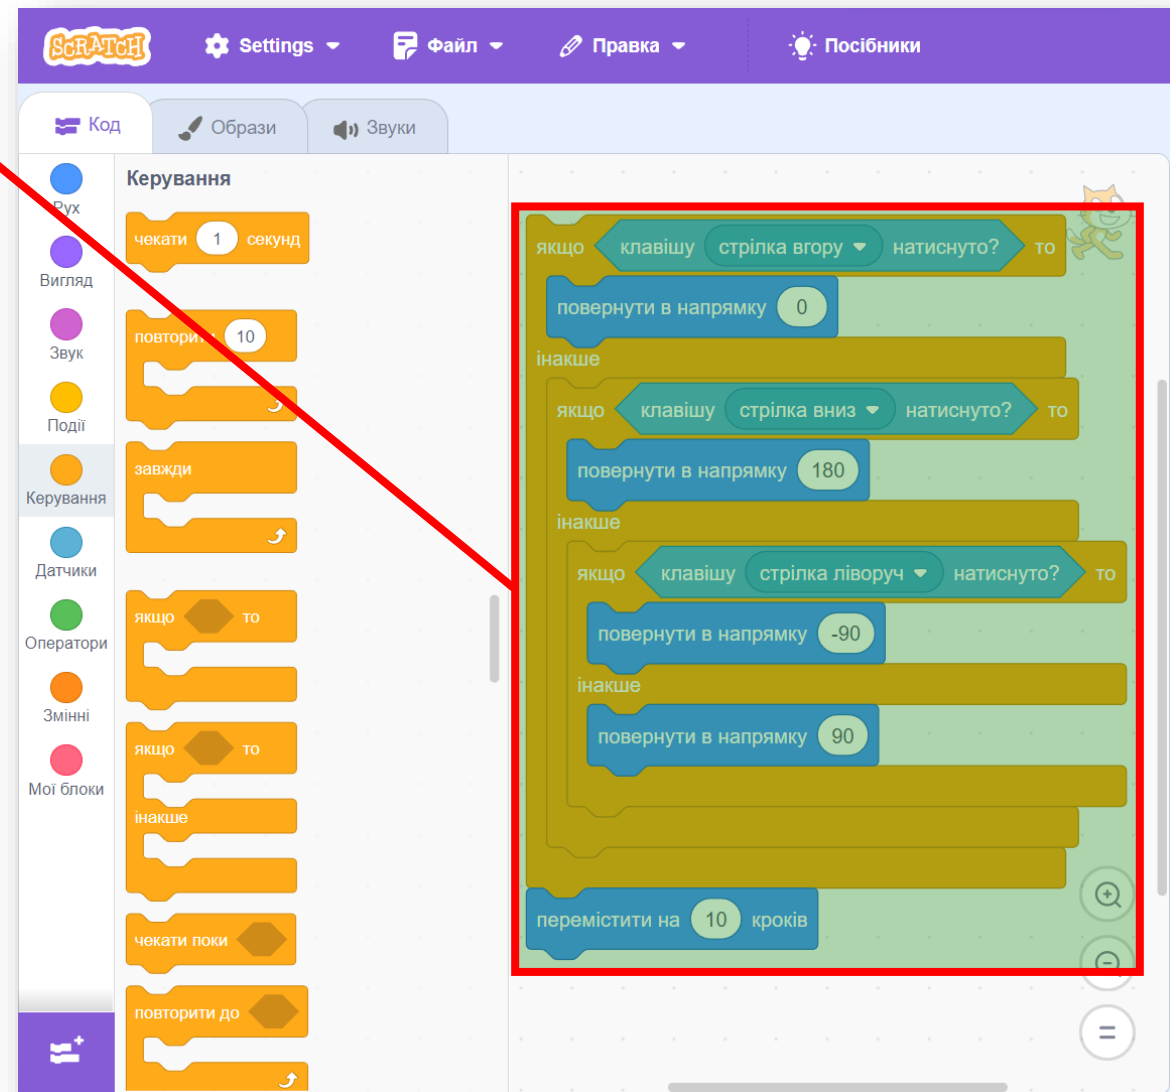 SCRATCH Settings Файл Правка Посібники
Код Образи Звуки
Рух
Вигляд
Звук
Події
Керування
Датчики
Оператори
Змінні
Мої блоки
Керування
чекати 1 секунд
повторити 10
завжди
якщо то
якщо то
інакше
чекати поки
повторити до
якщо клавішу стрілка вгору натиснуто? то
повернути в напрямку 0
інакше
якщо клавішу стрілка вниз натиснуто? то
повернути в напрямку 180
інакше
якщо клавішу стрілка ліворуч натиснуто? то
повернути в напрямку -90
інакше
повернути в напрямку 90
перемістити на 10 кроків